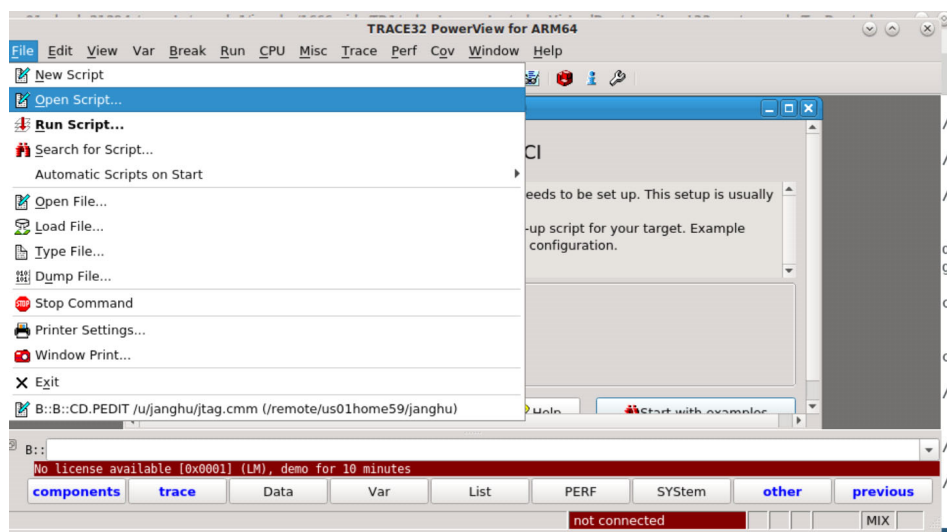 TRACE32 PowerView for ARM64
File Edit View Var Break Run CPU Misc Trace Perf Cov Window Help
New Script
Open Script...
Run Script...
Search for Script...
CI
Automatic Scripts on Start
eeds to be set up. This setup is usually
Open File...
Load File...
-up script for your target. Example
Type File...
configuration.
Dump File...
Stop Command
Printer Settings...
Window Print...
Exit
B::B::CD.PEDIT /u/janghu/jtag.cmm (/remote/us01home59/janghu)
Help Start with examples
B::
No license available [0x0001] (LM), demo for 10 minutes
components trace Data Var List PERF SYStem other previous
not connected MIX